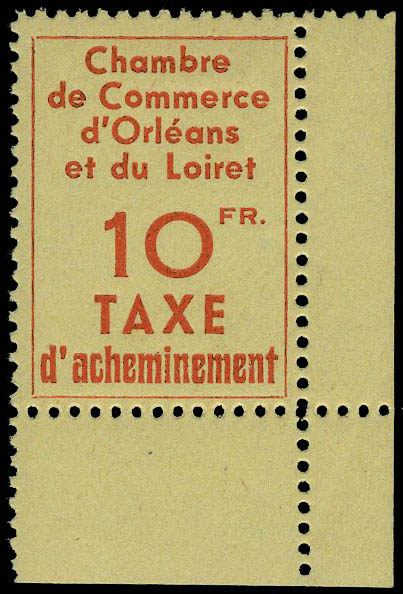 Chambre
de Commerce
d'Orléans
et du Loiret
10 FR.
TAXE
d'acheminement